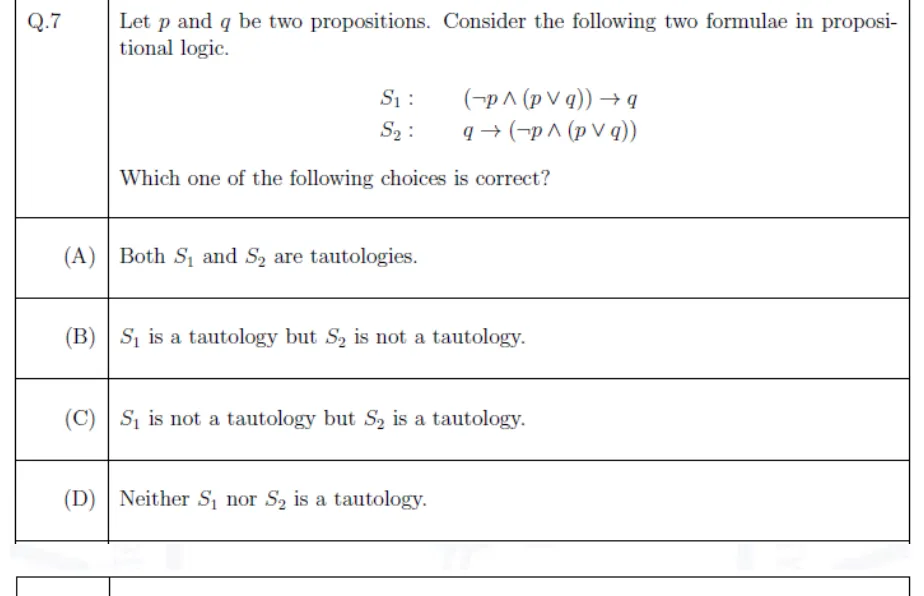 Q.7 Let p and q be two propositions. Consider the following two formulae in proposi-
tional logic.
S₁ : (¬p ∧ (p ∨ q)) → q
S₂ : q → (¬p ∧ (p ∨ q))
Which one of the following choices is correct?
(A) Both S₁ and S₂ are tautologies.
(B) S₁ is a tautology but S₂ is not a tautology.
(C) S₁ is not a tautology but S₂ is a tautology.
(D) Neither S₁ nor S₂ is a tautology.